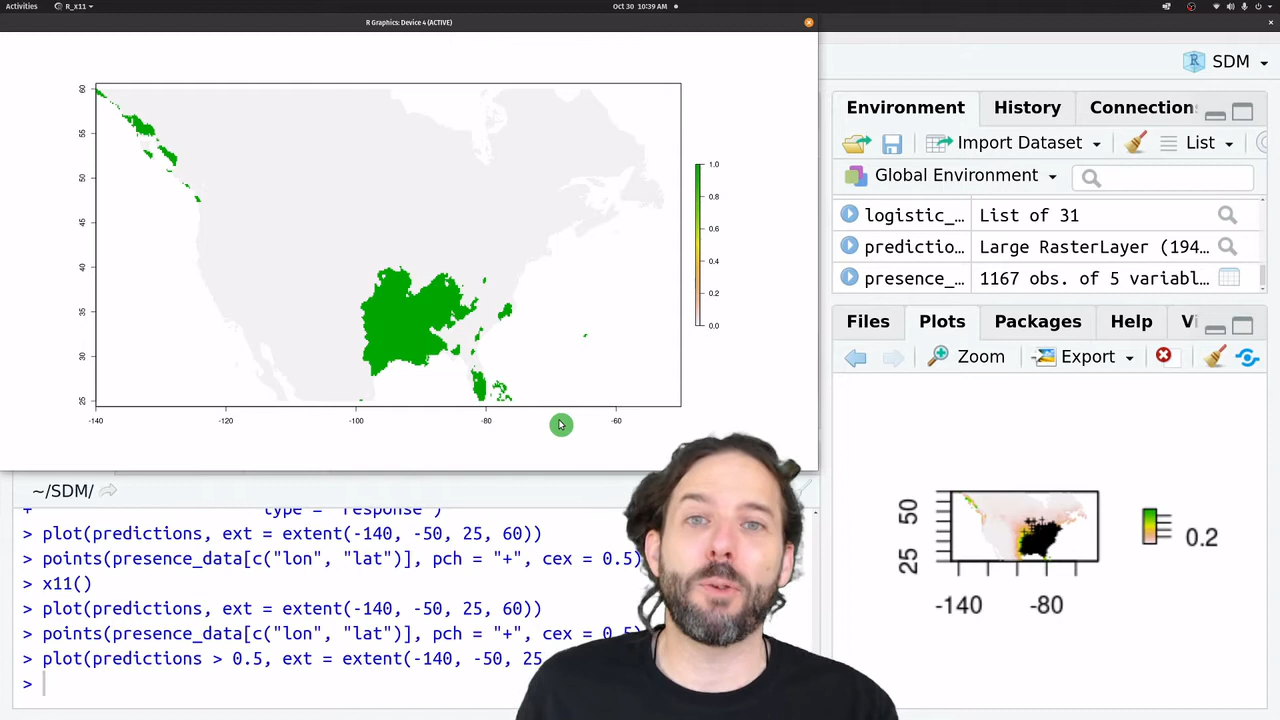 Activities R_x11 Oct 30 10:39 AM
R Graphics: Device 4 (ACTIVE)
60
55
50
45
40
35
30
25
-140 -120 -100 -80 -60
1.0
0.8
0.6
0.4
0.2
0.0
R SDM
Environment History Connection
Import Dataset List
Global Environment
logistic_… List of 31
predictio… Large RasterLayer (194…
presence_… 1167 obs. of 5 variabl…
Files Plots Packages Help Vi
Zoom Export
50
25
-140 -80
0.2
~/SDM/
+ type = "response")
> plot(predictions, ext = extent(-140, -50, 25, 60))
> points(presence_data[c("lon", "lat")], pch = "+", cex = 0.5)
> x11()
> plot(predictions, ext = extent(-140, -50, 25, 60))
> points(presence_data[c("lon", "lat")], pch = "+", cex = 0.5)
> plot(predictions > 0.5, ext = extent(-140, -50, 25
>